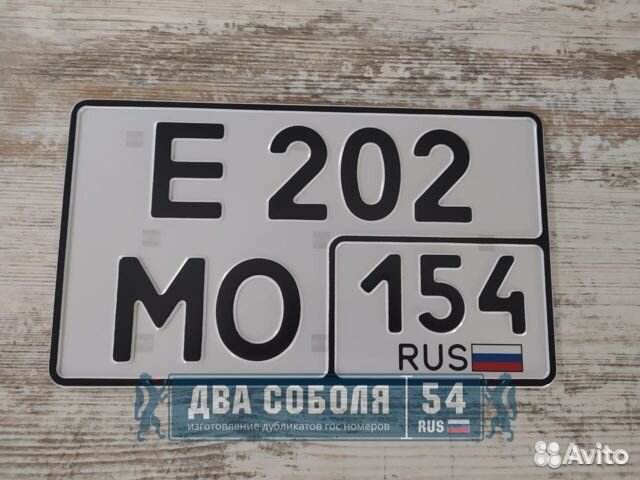 Е 202
МО 154
RUS
ДВА СОБОЛЯ
изготовление дубликатов гос номеров
54
RUS
Avito